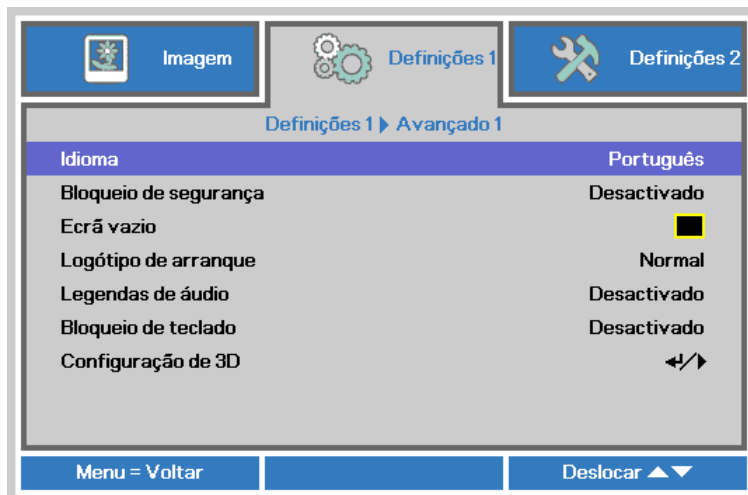 Imagem Definições 1 Definições 2
Definições 1 Avançado 1
Idioma Português
Bloqueio de segurança Desactivado
Ecrã vazio
Logótipo de arranque Normal
Legendas de áudio Desactivado
Bloqueio de teclado Desactivado
Configuração de 3D
Menu = Voltar Deslocar